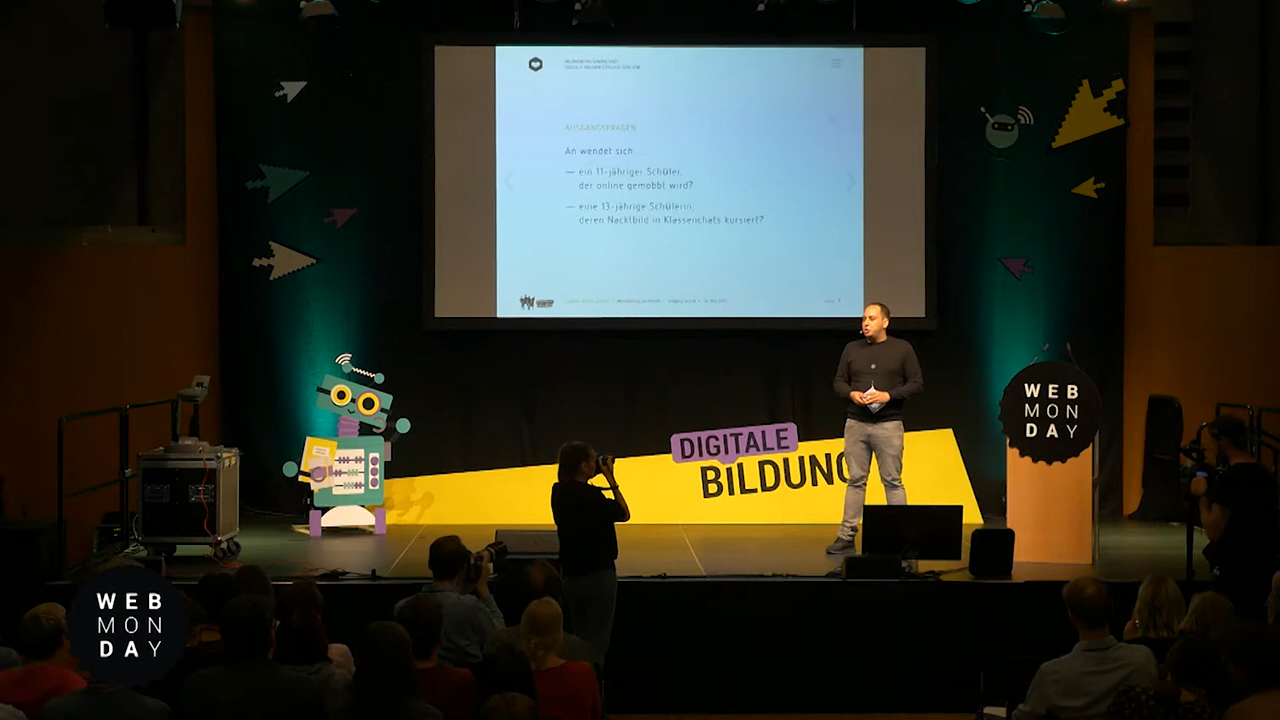 AUSGANGSFRAGEN
An wendet sich
— ein 11-jähriger Schüler,
der online gemobbt wird?
— eine 13-jährige Schülerin,
deren Nacktbild in Klassenchats kursiert?
DIGITALE
BILDUNG
WEB
MON
DAY
WEB
MON
DAY